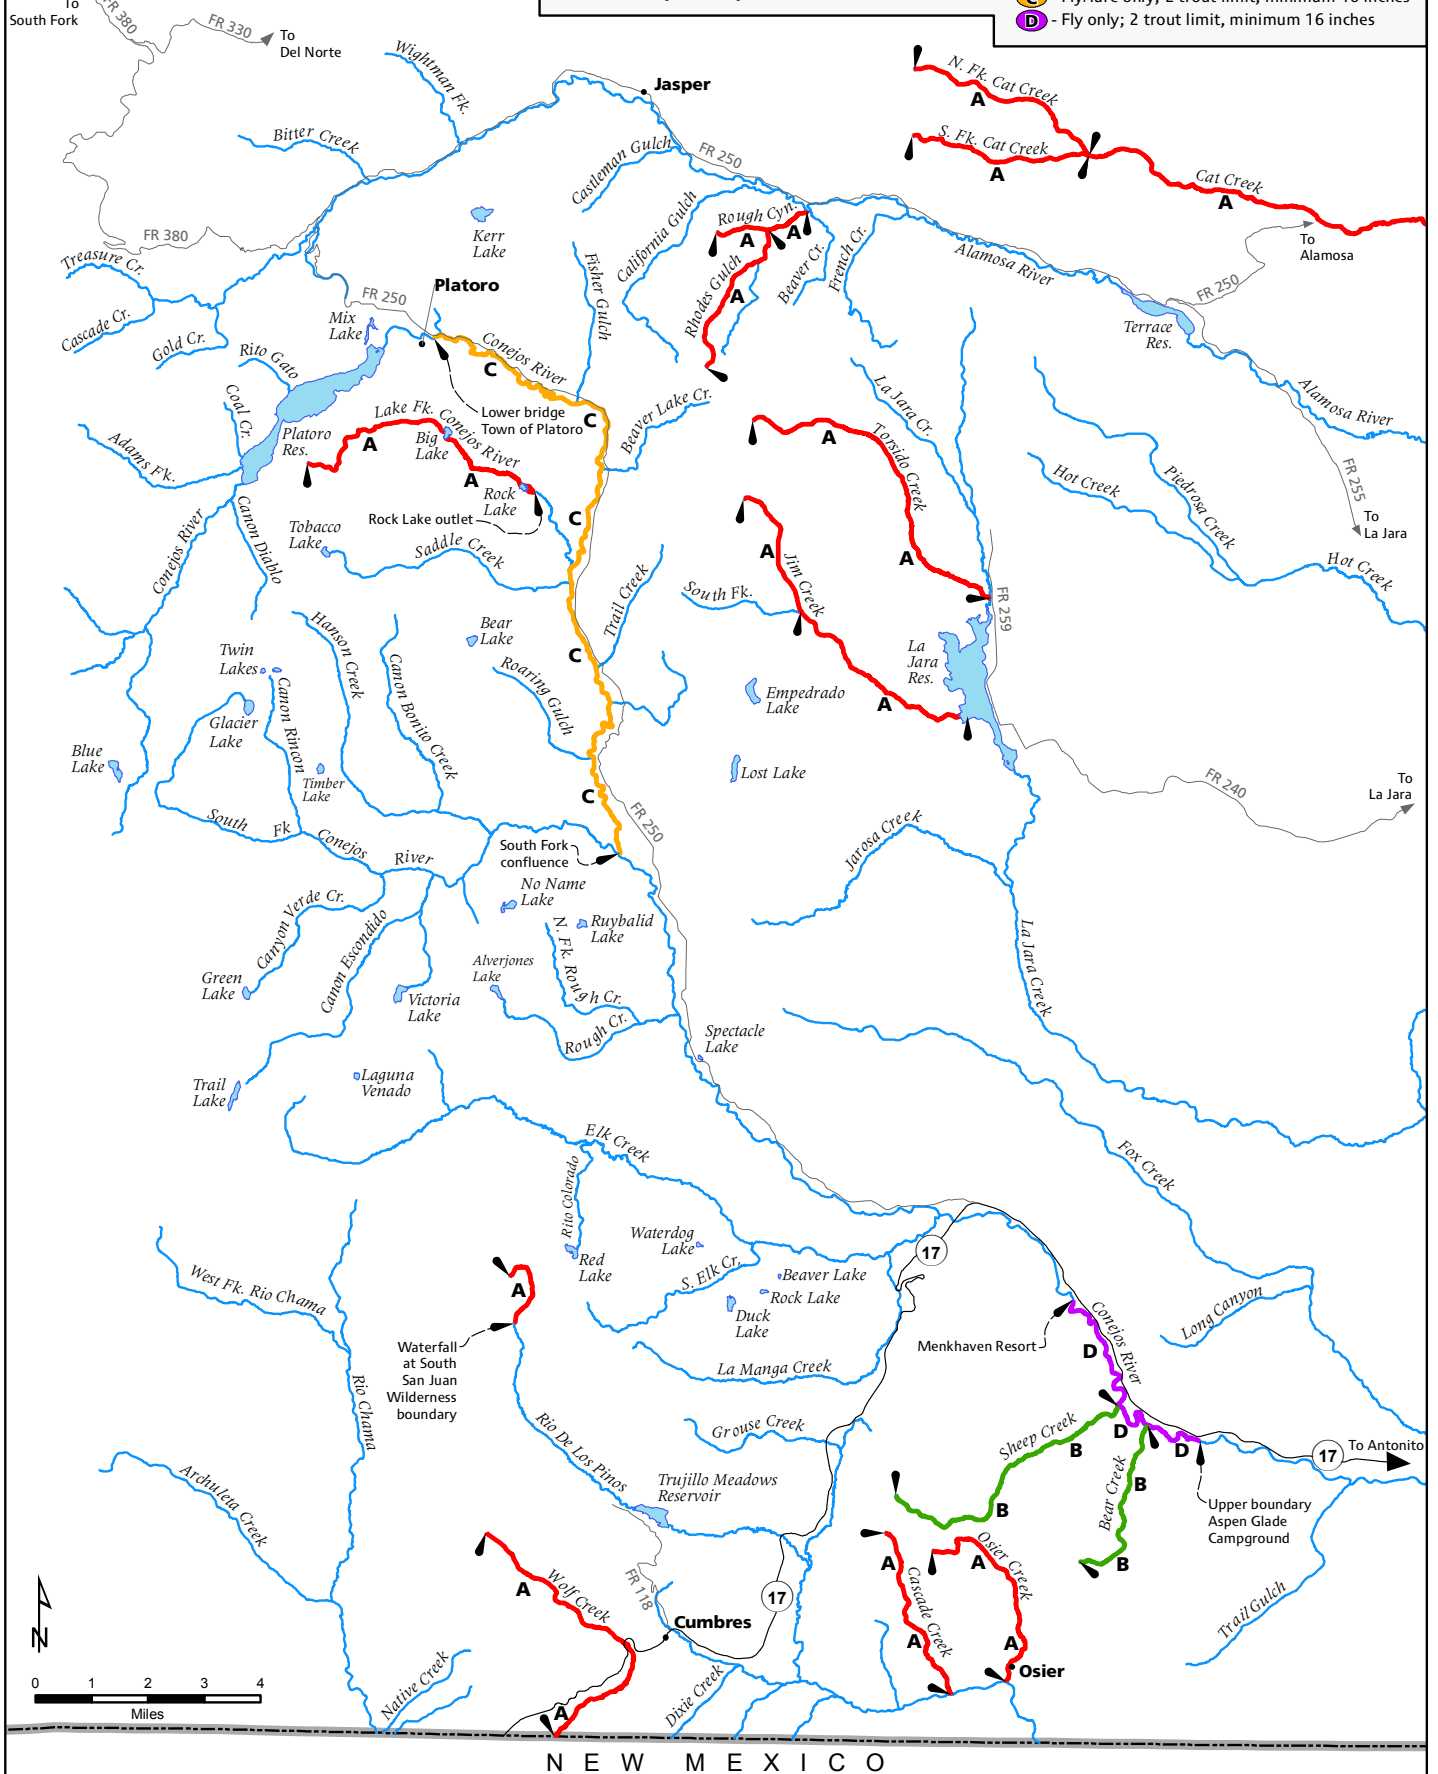 To
South Fork
FR 380
FR 330
To
Del Norte
D - Fly only; 2 trout limit, minimum 16 inches
Wightman Fk.
Jasper
N. Fk. Cat Creek
A
Bitter Creek
Castleman Gulch
FR 250
S. Fk. Cat Creek
A
Cat Creek
A
FR 380
Treasure Cr.
Kerr
Lake
California Gulch
Rough Cyn.
A
A
Beaver Cr.
French Cr.
Alamosa River
To
Alamosa
FR 250
Fisher Gulch
Rhodes Gulch
A
Platoro
FR 250
Mix
Lake
Cascade Cr.
Gold Cr.
Rito Gato
Conejos River
C
Terrace
Res.
Alamosa River
Coal Cr.
Lower bridge
Town of Platoro
C
Beaver Lake Cr.
La Jara Cr.
Lake Fk. Conejos River
A
Big
Lake
A
Platoro
Res.
Adams Fk.
Rock
Lake
Rock Lake outlet
A
Torsido Creek
A
Hot Creek
Piedrosa Creek
FR 255
To
La Jara
Conejos River
Canon Diablo
Tobacco
Lake
Saddle Creek
C
A
Jim Creek
South Fk.
Hot Creek
FR 259
Trail Creek
Hanson Creek
Bear
Lake
C
Twin
Lakes
Canon Rincon
Canon Bonito Creek
Roaring Gulch
La
Jara
Res.
Empedrado
Lake
A
Glacier
Lake
Blue
Lake
Timber
Lake
Lost Lake
C
FR 240
To
La Jara
South Fk Conejos River
FR 250
South Fork
confluence
Jarosa Creek
No Name
Lake
Ruybalid
Lake
Canyon Verde Cr.
Canon Escondido
N. Fk. Rough Cr.
Alverjones
Lake
Green
Lake
Victoria
Lake
Rough Cr.
La Jara Creek
Spectacle
Lake
Trail
Lake
Laguna
Venado
Elk Creek
Fox Creek
Rito Colorado
Waterdog
Lake
Red
Lake
S. Elk Cr.
Beaver Lake
Rock Lake
Duck
Lake
17
West Fk. Rio Chama
A
Waterfall
at South
San Juan
Wilderness
boundary
La Manga Creek
Menkhaven Resort
Conejos River
D
Long Canyon
Rio Chama
Rio De Los Pinos
Grouse Creek
Sheep Creek
B
D
D
17
To Antonito
Archuleta Creek
Trujillo Meadows
Reservoir
B
Bear Creek
B
B
Upper boundary
Aspen Glade
Campground
A
Wolf Creek
FR 118
17
A
Cascade Creek
A
A
Osier Creek
A
Osier
Trail Gulch
Cumbres
N
0 1 2 3 4
Miles
Native Creek
A
Dixie Creek
NEW MEXICO